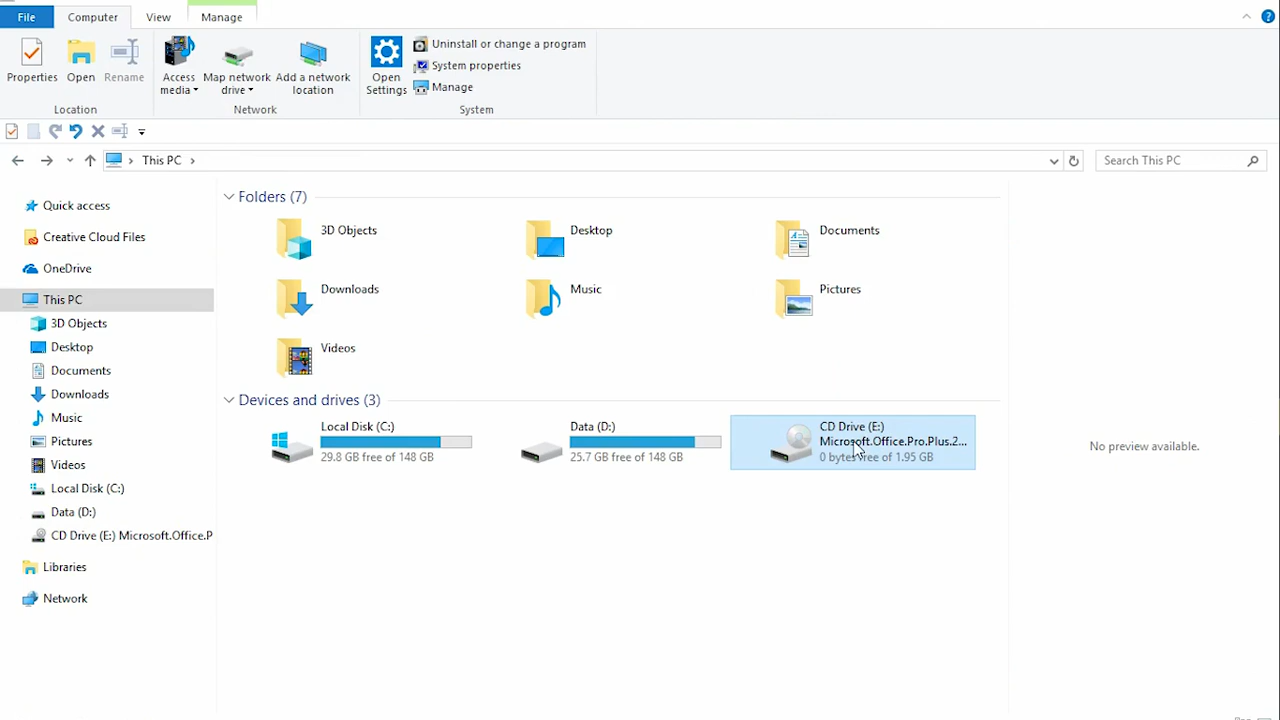 File Computer View Manage
Properties Open Rename Access media Map network drive Add a network location Open Settings Uninstall or change a program
System properties
Manage
Location Network System
This PC Search This PC
Quick access
Creative Cloud Files
OneDrive
This PC
3D Objects
Desktop
Documents
Downloads
Music
Pictures
Videos
Local Disk (C:)
Data (D:)
CD Drive (E:) Microsoft.Office.P
Libraries
Network
Folders (7)
3D Objects Desktop Documents
Downloads Music Pictures
Videos
Devices and drives (3)
Local Disk (C:)
29.8 GB free of 148 GB
Data (D:)
25.7 GB free of 148 GB
CD Drive (E:)
Microsoft.Office.Pro.Plus.2...
0 bytes free of 1.95 GB
No preview available.